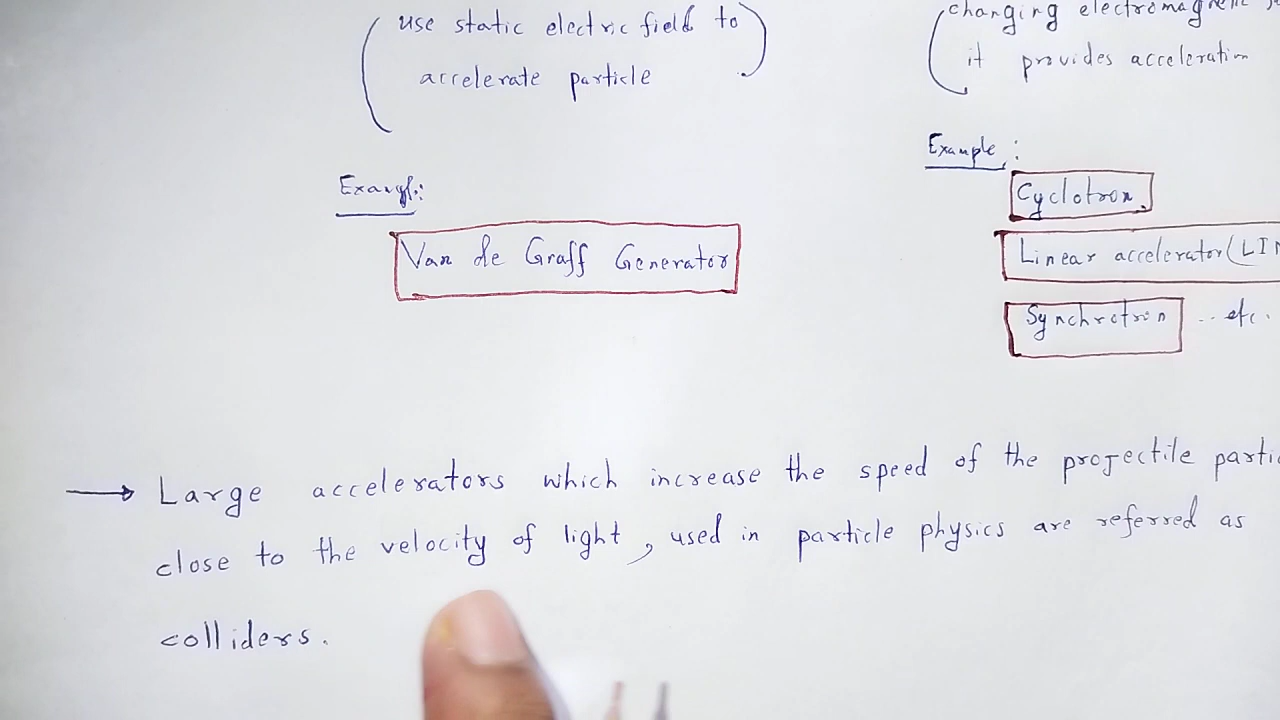 (use static electric field to
accelerate particle)
Example:
Van de Graff Generator
(changing electromagnetic
it provides acceleration
Example:
Cyclotron.
Linear accelerator (LIN
Synchrotron ... etc.
→ Large accelerators which increase the speed of the projectile partic
close to the velocity of light, used in particle physics are referred as
colliders.